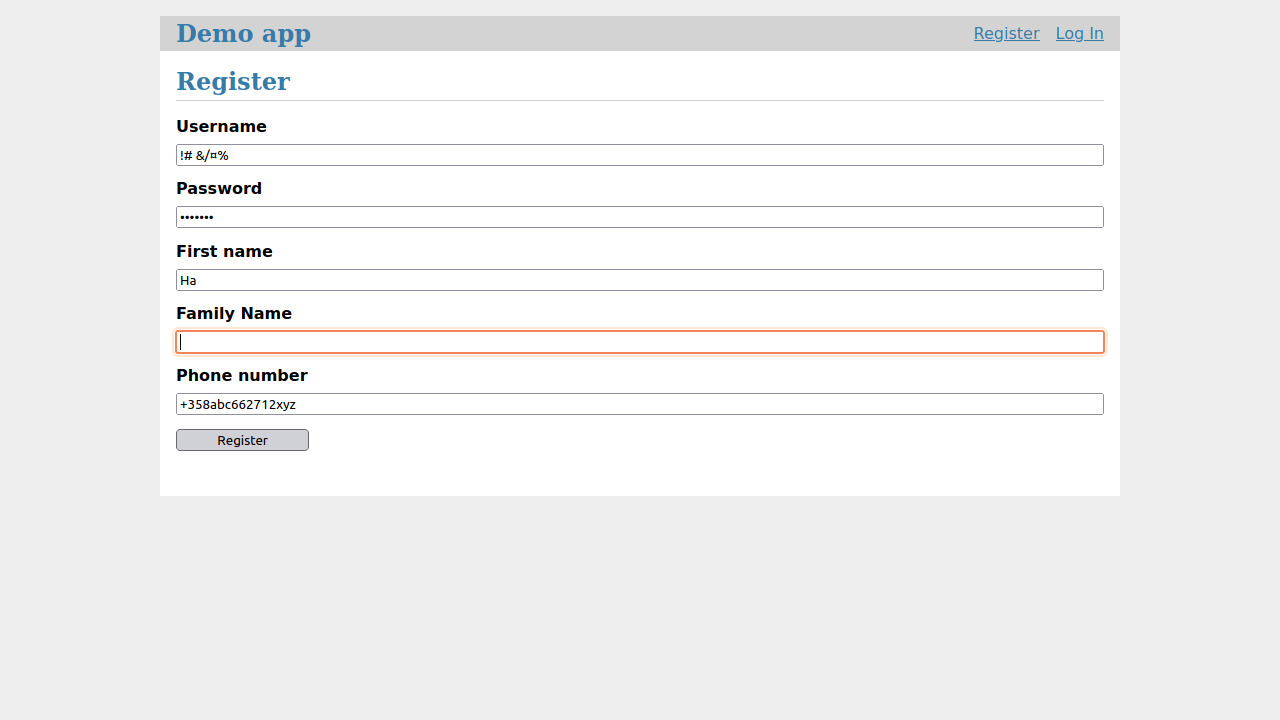 Demo app
Register Log In
Register
Username
!# &/¤%
Password
•••••••
First name
Ha
Family Name
Phone number
+358abc662712xyz
Register